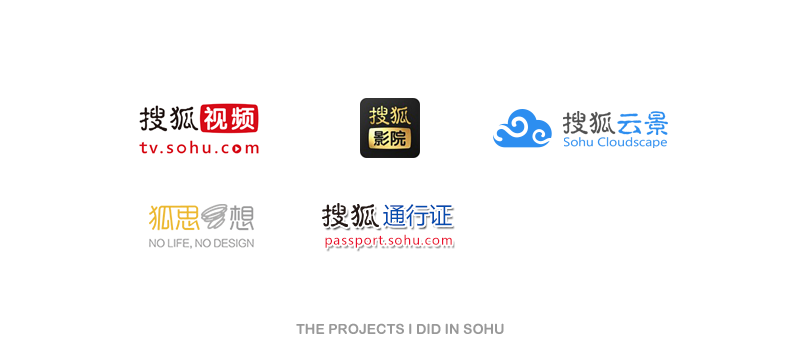 搜狐视频
tv.sohu.com
搜狐
影院
搜狐云景
Sohu Cloudscape
狐思想
NO LIFE, NO DESIGN
搜狐通行证
passport.sohu.com
THE PROJECTS I DID IN SOHU